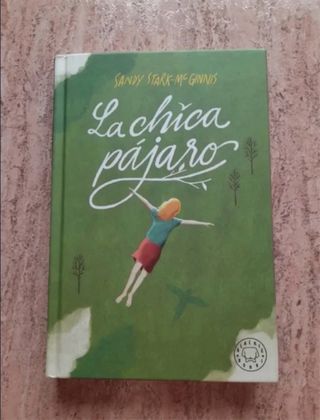 SANDY STARK-McGINNIS
La chica
pájaro